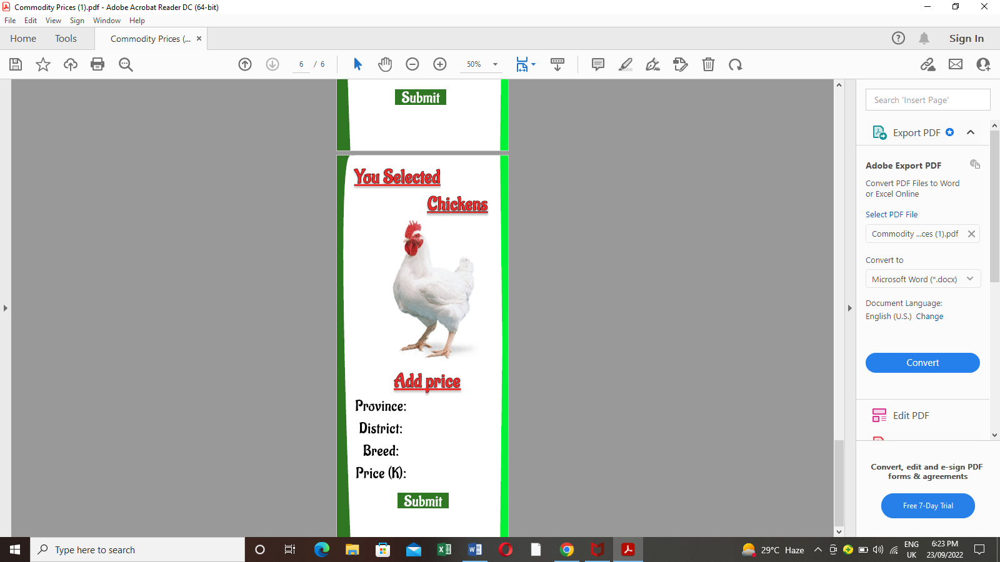 Commodity Prices (1).pdf - Adobe Acrobat Reader DC (64-bit)
File Edit View Sign Window Help
Home Tools Commodity Prices (... × Sign In
6 / 6 50%
Submit
You Selected
Chickens
Add price
Province:
District:
Breed:
Price (K):
Submit
Search 'Insert Page'
Export PDF
Adobe Export PDF
Convert PDF Files to Word
or Excel Online
Select PDF File
Commodity ...ces (1).pdf
Convert to
Microsoft Word (*.docx)
Document Language:
English (U.S.) Change
Convert
Edit PDF
Convert, edit and e-sign PDF
forms & agreements
Free 7-Day Trial
Type here to search
29°C Haze
ENG
UK
6:23 PM
23/09/2022